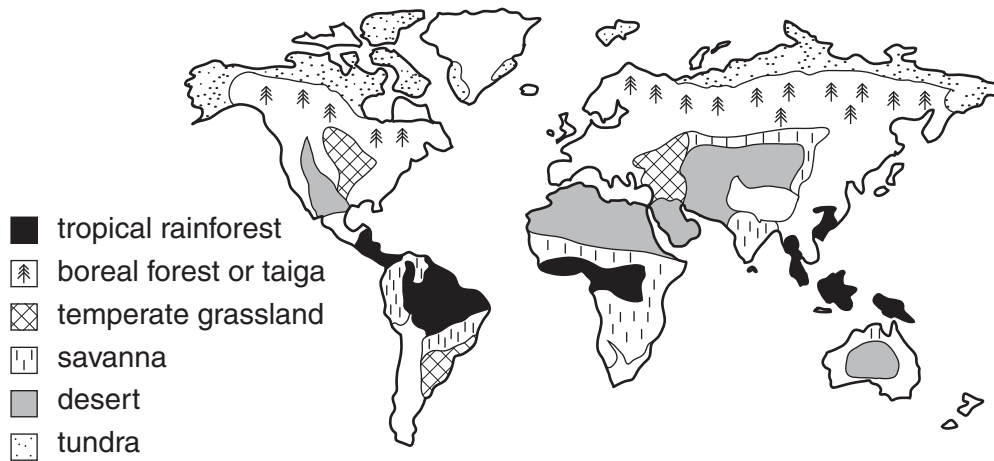 tropical rainforest
boreal forest or taiga
temperate grassland
savanna
desert
tundra